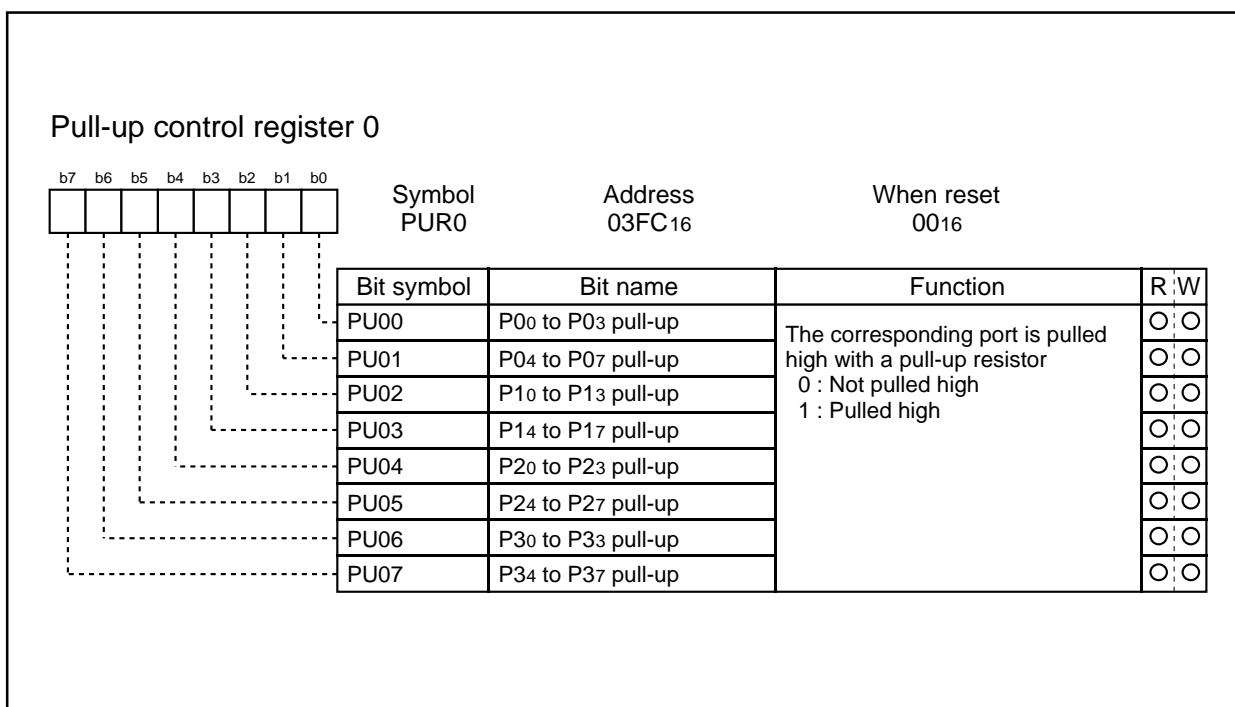 Pull-up control register 0
b7 b6 b5 b4 b3 b2 b1 b0
Symbol Address When reset
PUR0 03FC16 0016
Bit symbol Bit name Function R W
PU00 P00 to P03 pull-up
The corresponding port is pulled
high with a pull-up resistor
0 : Not pulled high
1 : Pulled high
PU01 P04 to P07 pull-up
PU02 P10 to P13 pull-up
PU03 P14 to P17 pull-up
PU04 P20 to P23 pull-up
PU05 P24 to P27 pull-up
PU06 P30 to P33 pull-up
PU07 P34 to P37 pull-up